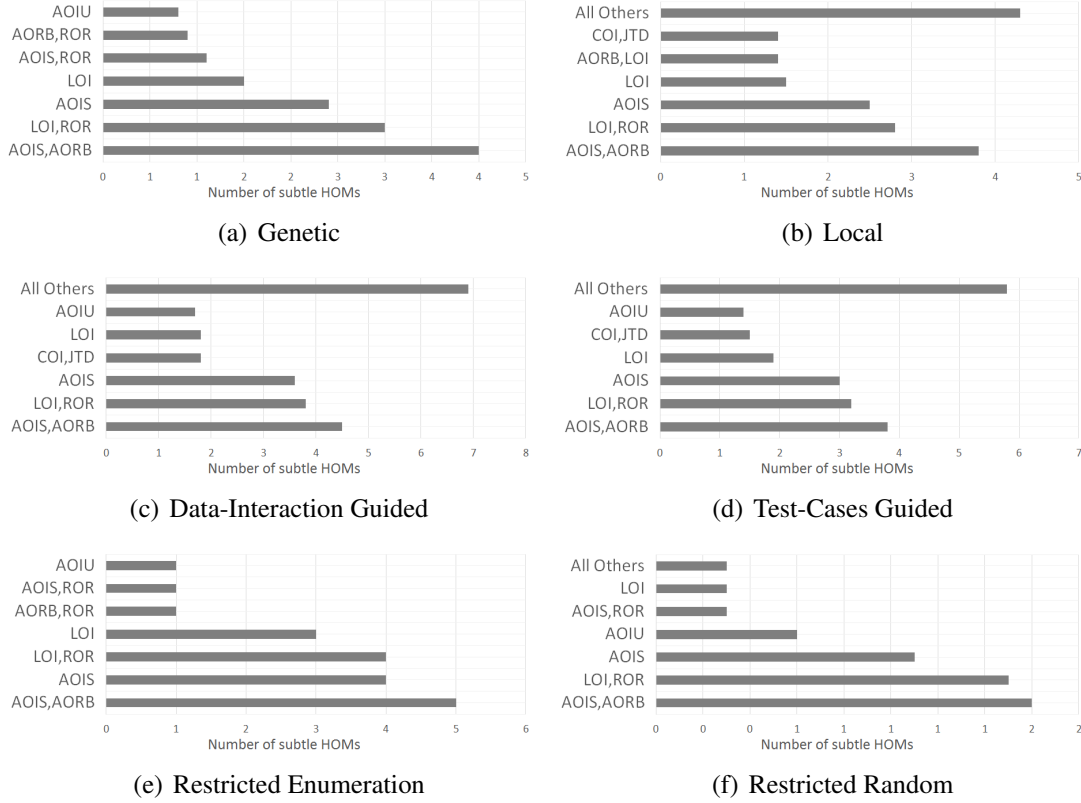 AOIU
AORB,ROR
AOIS,ROR
LOI
AOIS
LOI,ROR
AOIS,AORB
0 1 1 2 2 3 3 4 4 5
Number of subtle HOMs
(a) Genetic
All Others
COI,JTD
AORB,LOI
LOI
AOIS
LOI,ROR
AOIS,AORB
0 1 2 3 4 5
Number of subtle HOMs
(b) Local
All Others
AOIU
LOI
COI,JTD
AOIS
LOI,ROR
AOIS,AORB
0 1 2 3 4 5 6 7 8
Number of subtle HOMs
(c) Data-Interaction Guided
All Others
AOIU
COI,JTD
LOI
AOIS
LOI,ROR
AOIS,AORB
0 1 2 3 4 5 6 7
Number of subtle HOMs
(d) Test-Cases Guided
AOIU
AOIS,ROR
AORB,ROR
LOI
LOI,ROR
AOIS
AOIS,AORB
0 1 2 3 4 5 6
Number of subtle HOMs
(e) Restricted Enumeration
All Others
LOI
AOIS,ROR
AOIU
AOIS
LOI,ROR
AOIS,AORB
0 0 0 1 1 1 1 1 2 2
Number of subtle HOMs
(f) Restricted Random